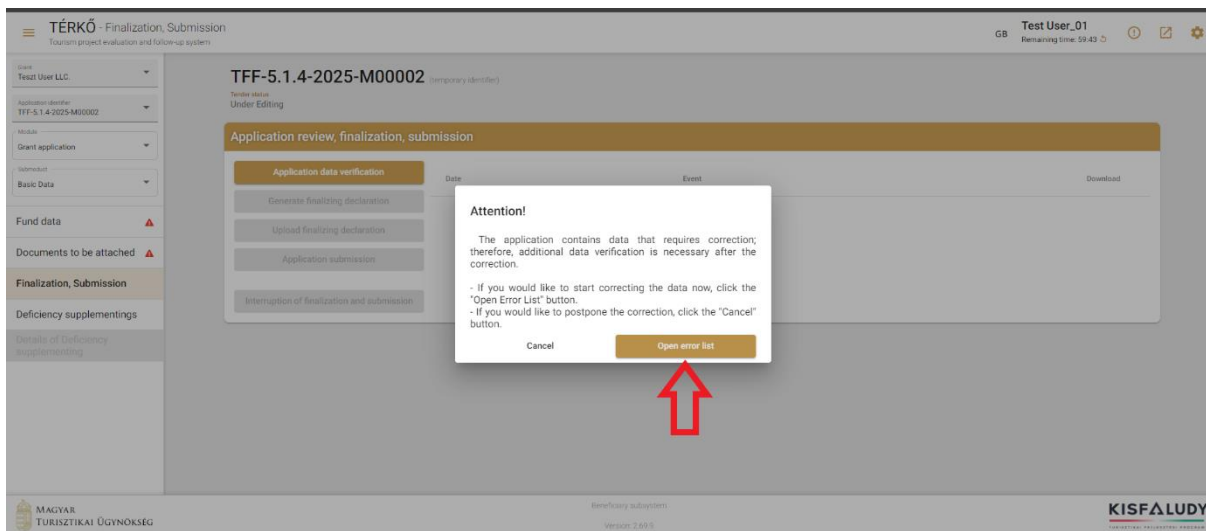 TÉRKŐ - Finalization, Submission
Tourism project evaluation and follow-up system
GB
Test User_01
Remaining time: 59:43
Teszt User LLC.
Application identifier
TFF-5.1.4-2025-M00002
Module
Grant application
Submodule
Basic Data
Fund data
Documents to be attached
Finalization, Submission
Deficiency supplementings
Details of Deficiency
supplementing
TFF-5.1.4-2025-M00002 (temporary identifier)
Tender status
Under Editing
Application review, finalization, submission
Application data verification
Generate finalizing declaration
Upload finalizing declaration
Application submission
Interruption of finalization and submission
Date Event Download
Attention!
The application contains data that requires correction;
therefore, additional data verification is necessary after the
correction.
- If you would like to start correcting the data now, click the
"Open Error List" button.
- If you would like to postpone the correction, click the "Cancel"
button.
Cancel
Open error list
MAGYAR
TURISZTIKAI ÜGYNÖKSÉG
Beneficiary subsystem
Version: 2.69.6
KISFALUDY